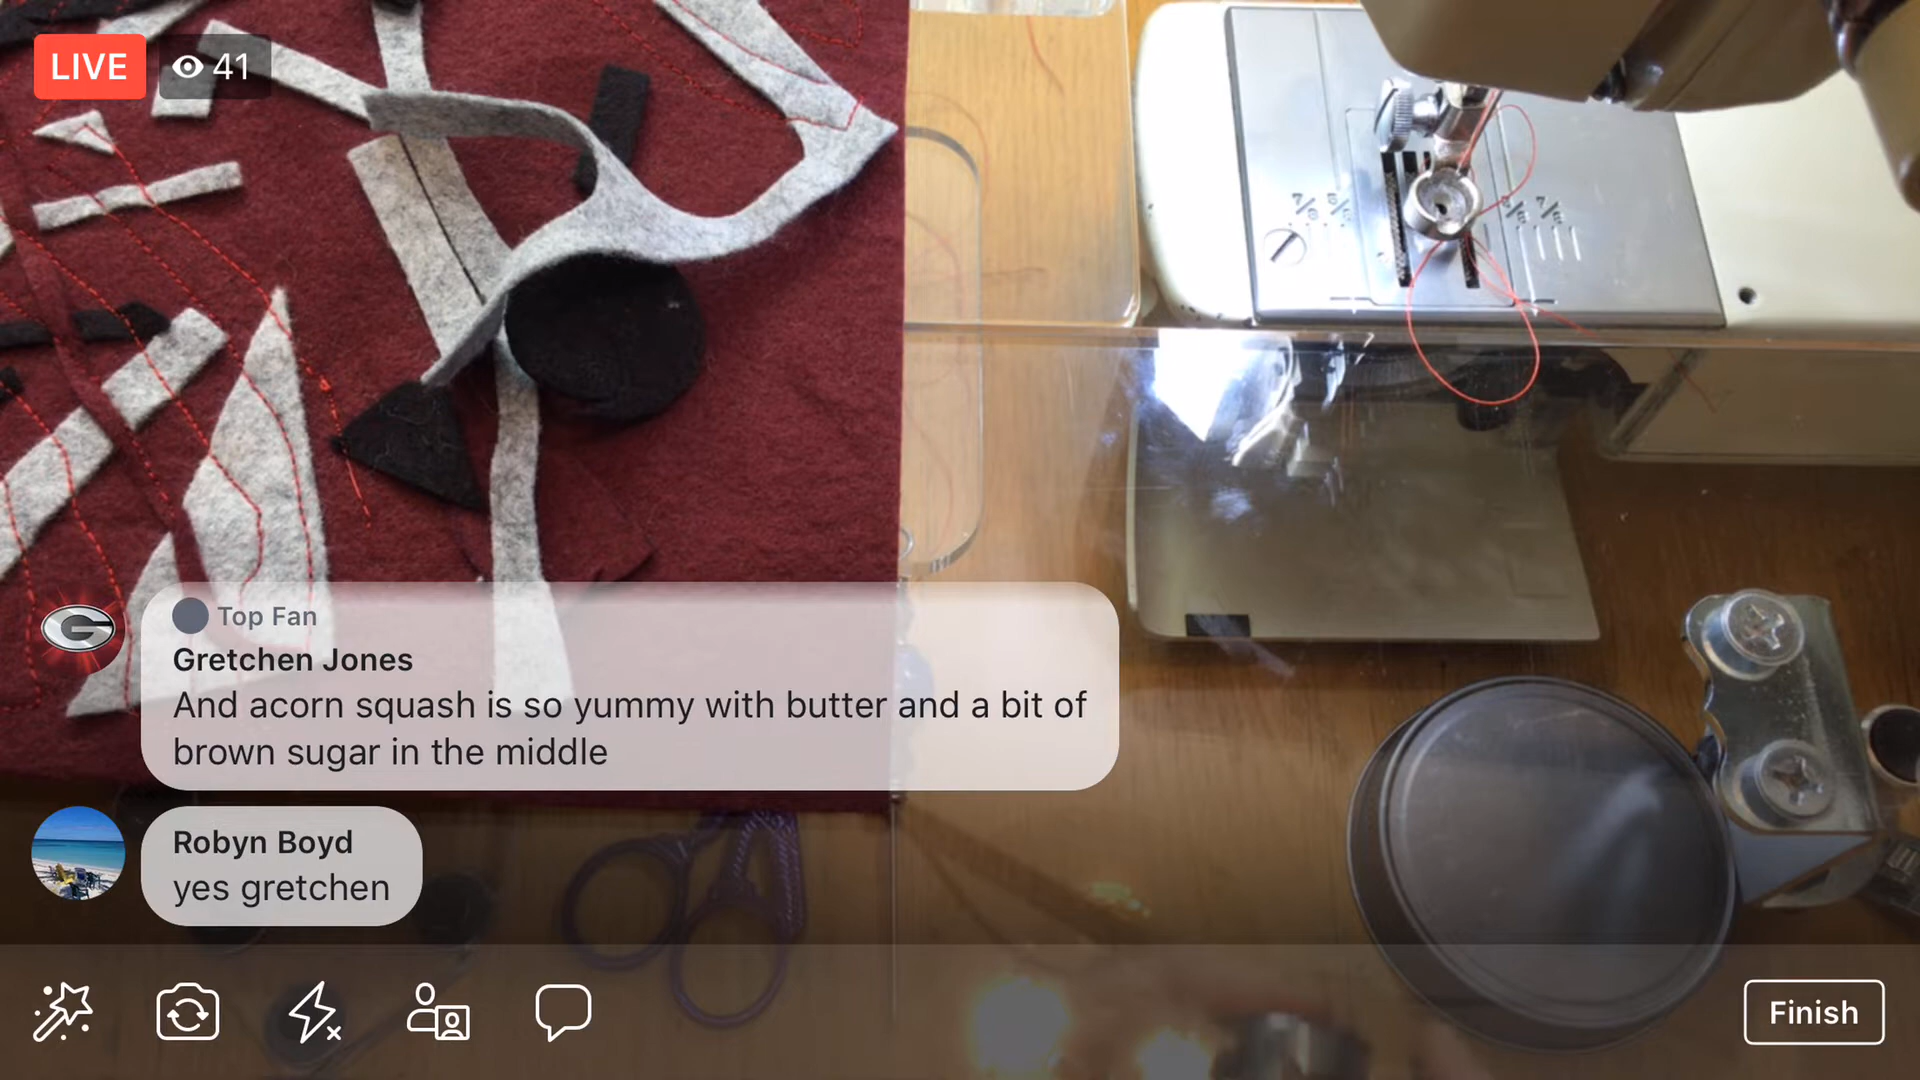 LIVE 41
Top Fan
Gretchen Jones
And acorn squash is so yummy with butter and a bit of
brown sugar in the middle
Robyn Boyd
yes gretchen
Finish